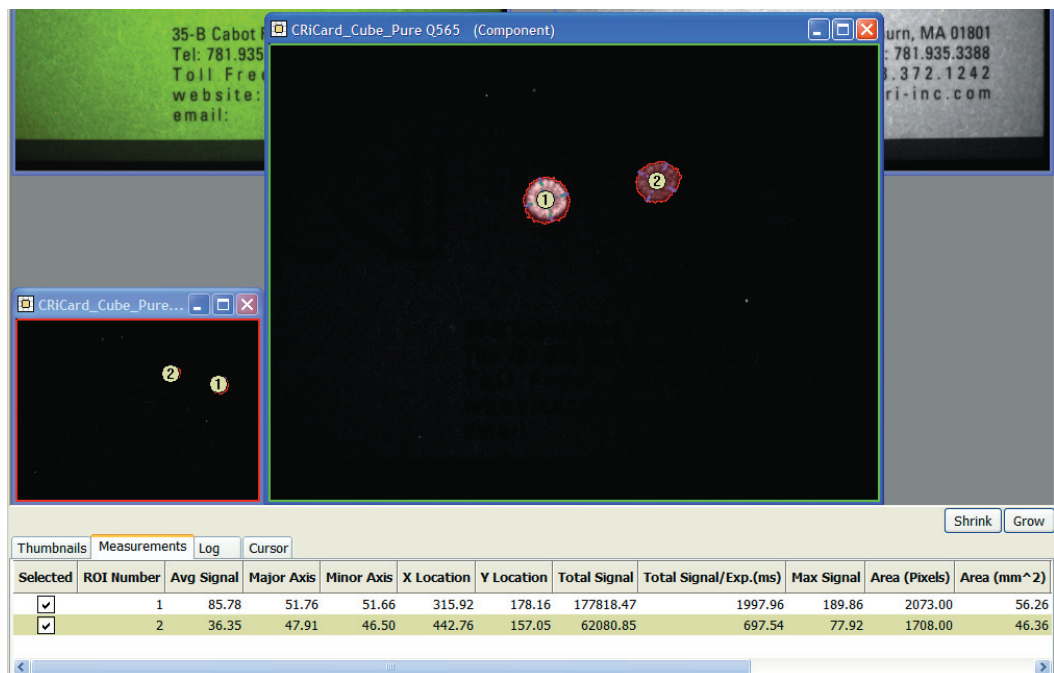 35-B Cabot
Tel: 781.935
Toll Free
website:
email:
CRiCard_Cube_Pure Q565 (Component)
urn, MA 01801
: 781.935.3388
.372.1242
ri-inc.com
1
2
CRiCard_Cube_Pure...
2
1
Shrink Grow
Thumbnails Measurements Log Cursor
Selected ROI Number Avg Signal Major Axis Minor Axis X Location Y Location Total Signal Total Signal/Exp.(ms) Max Signal Area (Pixels) Area (mm^2)
1 85.78 51.76 51.66 315.92 178.16 177818.47 1997.96 189.86 2073.00 56.26
2 36.35 47.91 46.50 442.76 157.05 62080.85 697.54 77.92 1708.00 46.36